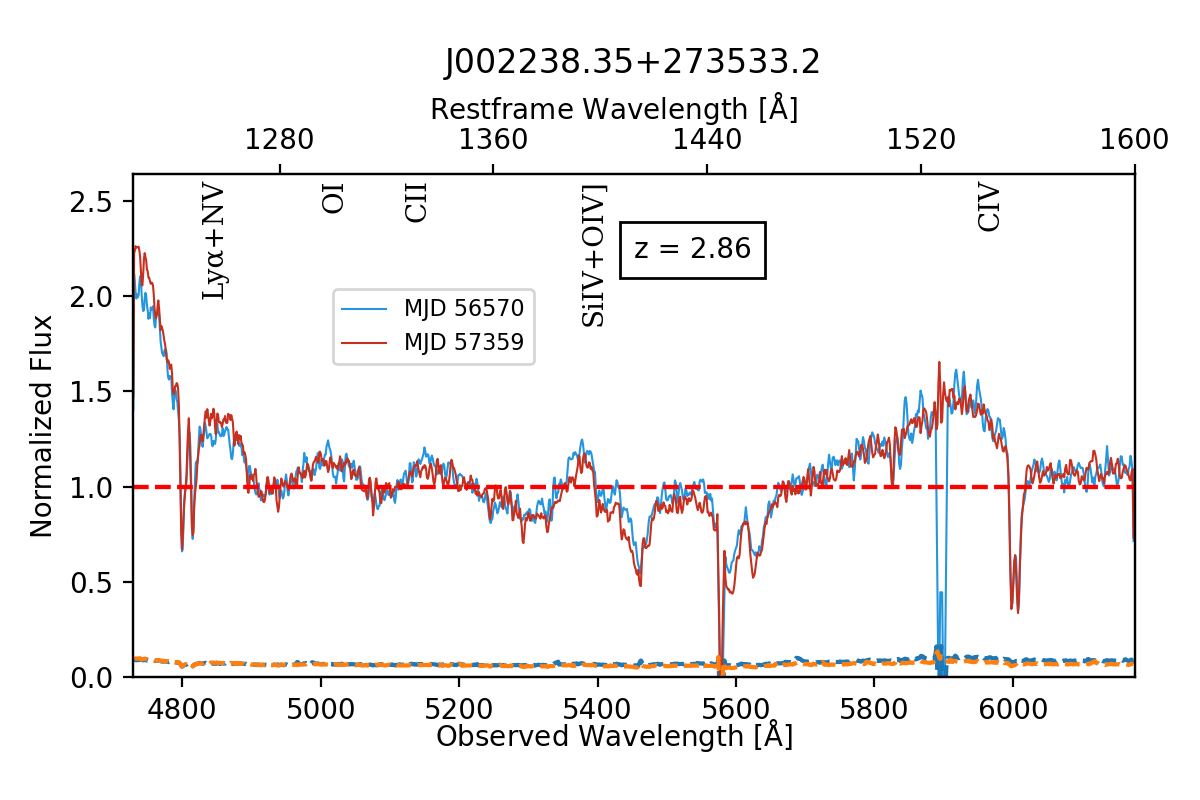 J002238.35+273533.2
Restframe Wavelength [Å]
1280 1360 1440 1520 1600
Lyα+NV
OI
CII
SiIV+OIV]
CIV
z = 2.86
MJD 56570
MJD 57359
Normalized Flux
2.5
2.0
1.5
1.0
0.5
0.0
4800 5000 5200 5400 5600 5800 6000
Observed Wavelength [Å]